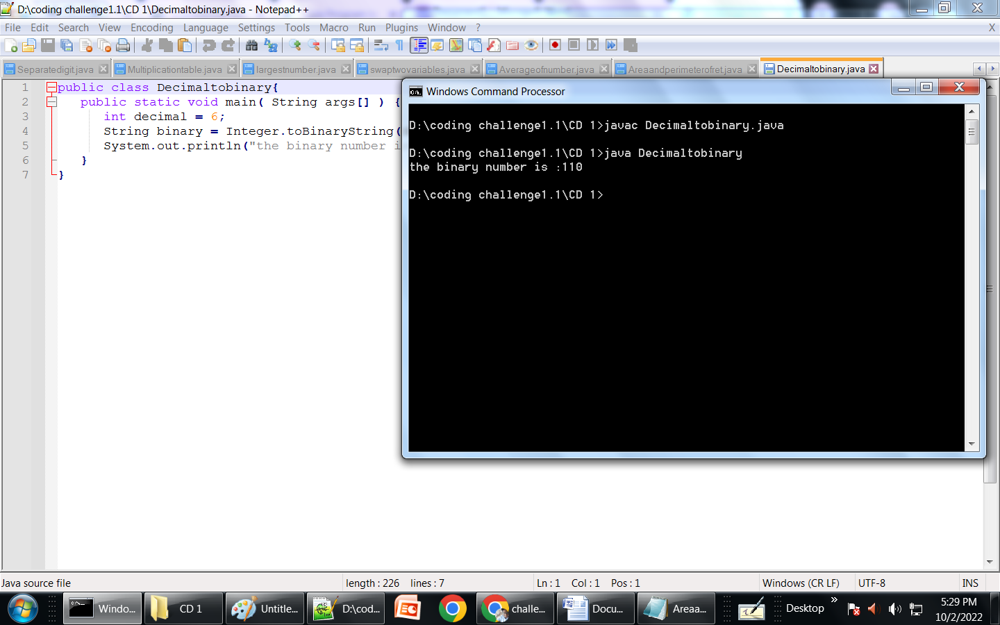 D:\coding challenge1.1\CD 1\Decimaltobinary.java - Notepad++
File Edit Search View Encoding Language Settings Tools Macro Run Plugins Window ? X
Separatedigit.java Multiplicationtable.java largestnumber.java swaptwovariables.java Averageofnumber.java Areaandperimeterofret.java Decimaltobinary.java
1 public class Decimaltobinary{
2 public static void main( String args[] ) {
3 int decimal = 6;
4 String binary = Integer.toBinaryString(
5 System.out.println("the binary number i
6 }
7 }
Windows Command Processor
D:\coding challenge1.1\CD 1>javac Decimaltobinary.java
D:\coding challenge1.1\CD 1>java Decimaltobinary
the binary number is :110
D:\coding challenge1.1\CD 1>
Java source file length : 226 lines : 7 Ln : 1 Col : 1 Pos : 1 Windows (CR LF) UTF-8 INS
Windo... CD 1 Untitle... D:\cod... challe... Docu... Areaa... Desktop » 5:29 PM
10/2/2022